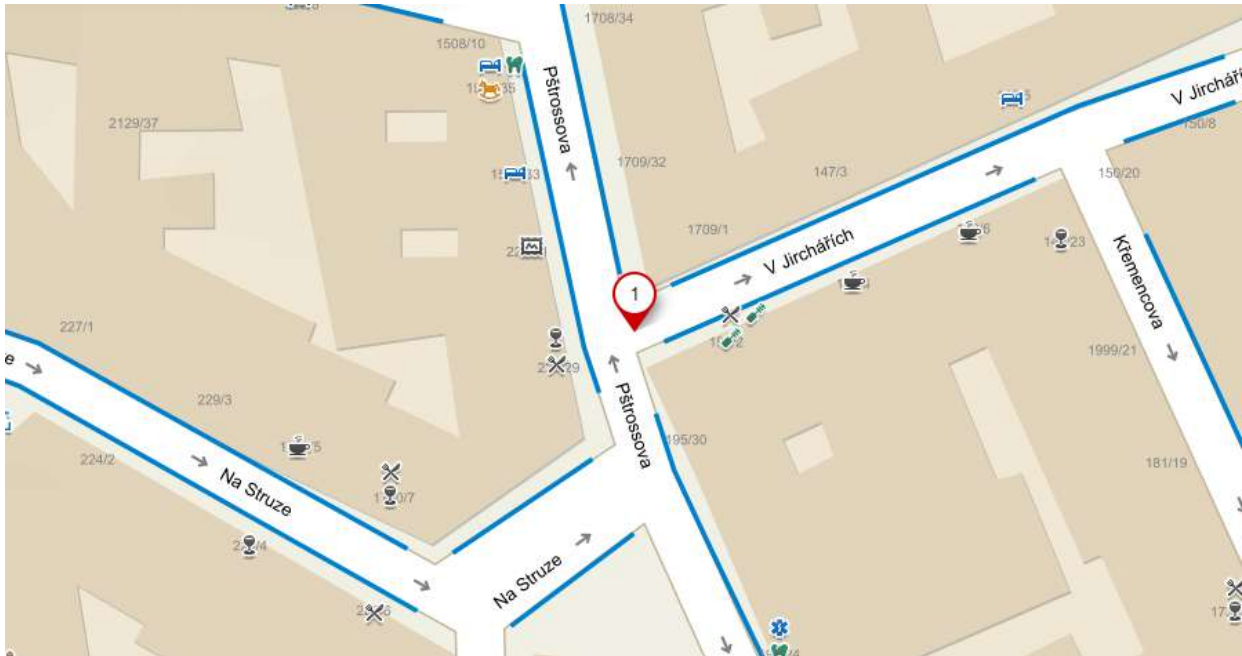 1708/34
1508/10
V Jirchář
Pštrossova
2129/37
150/8
1709/32
147/3
150/20
1709/1
V Jirchářích
Křemencova
1
227/1
1999/21
229/3
Pštrossova
195/30
224/2
181/19
Na Struze
Na Struze